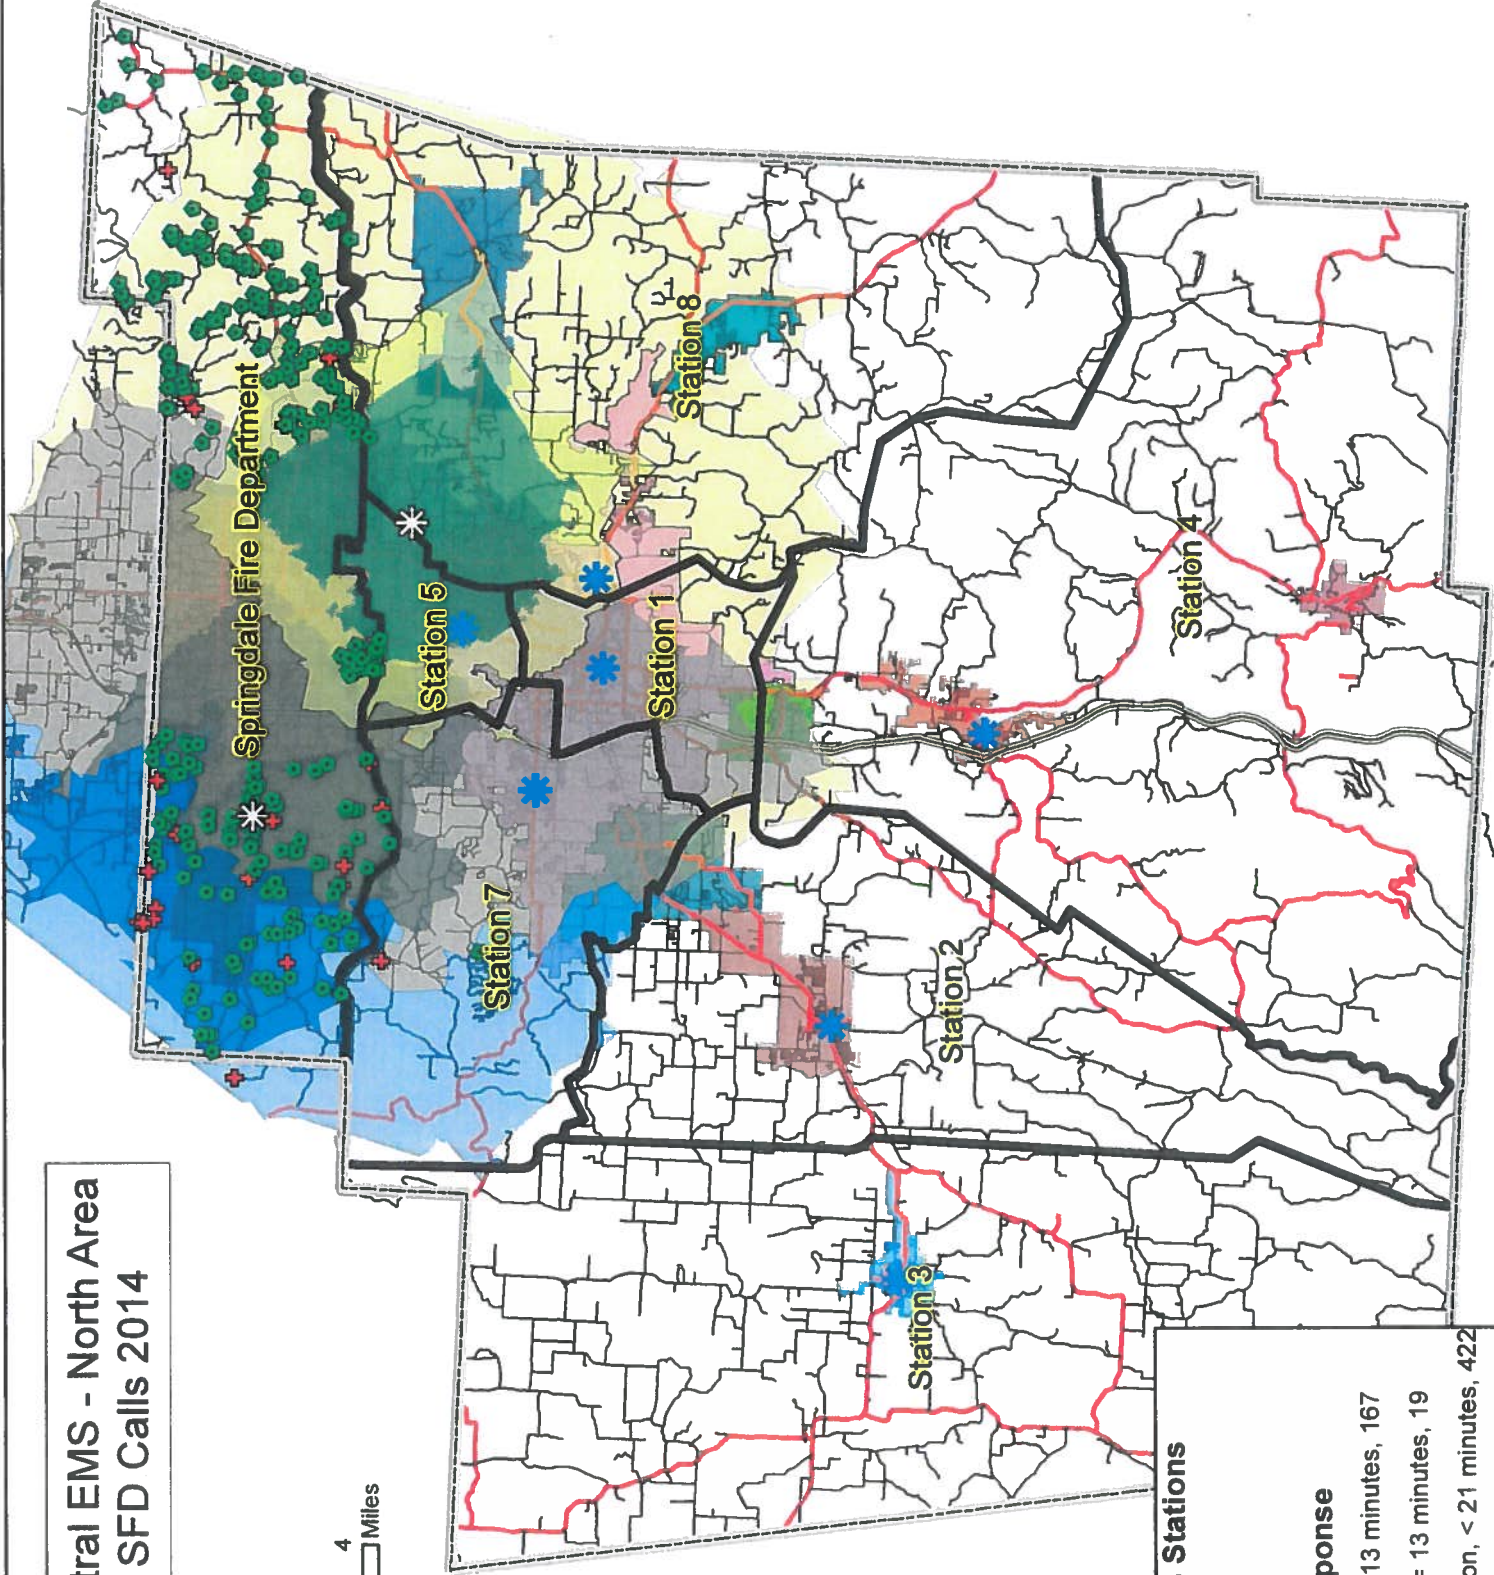 tral EMS - North Area
SFD Calls 2014
4
Miles
Springdale Fire Department
Station 5
Station 8
Station 1
Station 7
Station 4
Station 2
Station 3
Stations
ponse
13 minutes, 167
= 13 minutes, 19
on, < 21 minutes, 422